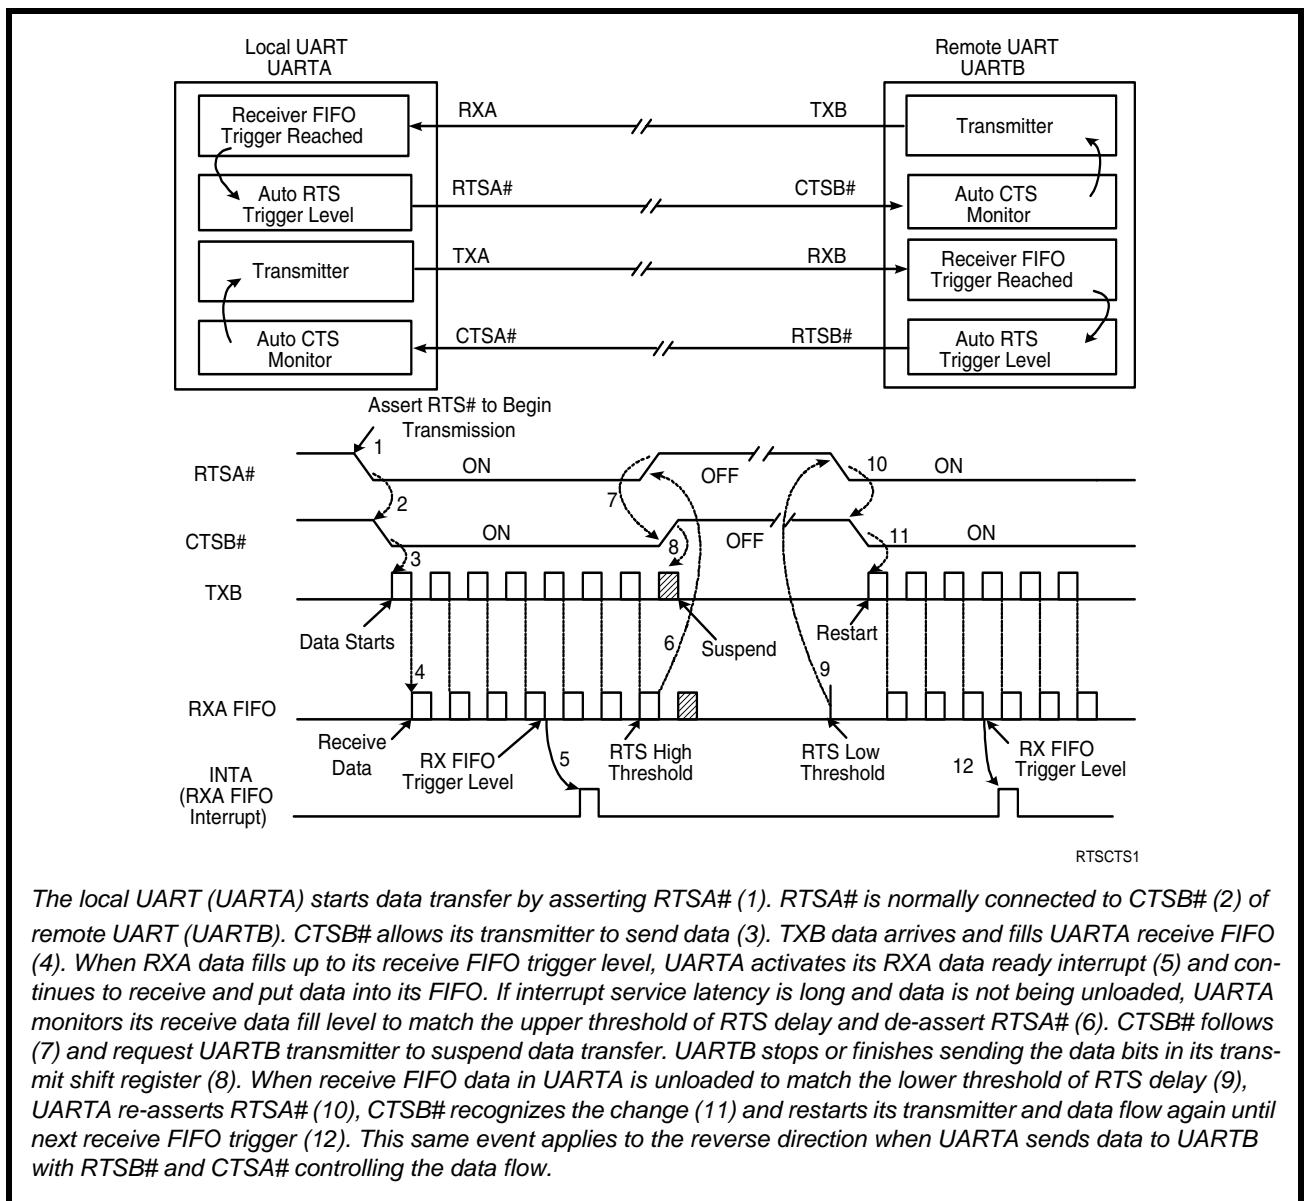 Local UART
UARTA
Remote UART
UARTB
Receiver FIFO
Trigger Reached
RXA
TXB
Transmitter
Auto RTS
Trigger Level
RTSA#
CTSB#
Auto CTS
Monitor
Transmitter
TXA
RXB
Receiver FIFO
Trigger Reached
Auto CTS
Monitor
CTSA#
RTSB#
Auto RTS
Trigger Level
Assert RTS# to Begin
Transmission
1
RTSA#
ON
OFF
10
ON
2
7
CTSB#
ON
OFF
11
ON
3
8
TXB
Data Starts
6
Suspend
Restart
4
9
RXA FIFO
Receive
Data
RX FIFO
Trigger Level
5
RTS High
Threshold
RTS Low
Threshold
12
RX FIFO
Trigger Level
INTA
(RXA FIFO
Interrupt)
RTSCTS1
The local UART (UARTA) starts data transfer by asserting RTSA# (1). RTSA# is normally connected to CTSB# (2) of
remote UART (UARTB). CTSB# allows its transmitter to send data (3). TXB data arrives and fills UARTA receive FIFO
(4). When RXA data fills up to its receive FIFO trigger level, UARTA activates its RXA data ready interrupt (5) and con-
tinues to receive and put data into its FIFO. If interrupt service latency is long and data is not being unloaded, UARTA
monitors its receive data fill level to match the upper threshold of RTS delay and de-assert RTSA# (6). CTSB# follows
(7) and request UARTB transmitter to suspend data transfer. UARTB stops or finishes sending the data bits in its trans-
mit shift register (8). When receive FIFO data in UARTA is unloaded to match the lower threshold of RTS delay (9),
UARTA re-asserts RTSA# (10), CTSB# recognizes the change (11) and restarts its transmitter and data flow again until
next receive FIFO trigger (12). This same event applies to the reverse direction when UARTA sends data to UARTB
with RTSB# and CTSA# controlling the data flow.